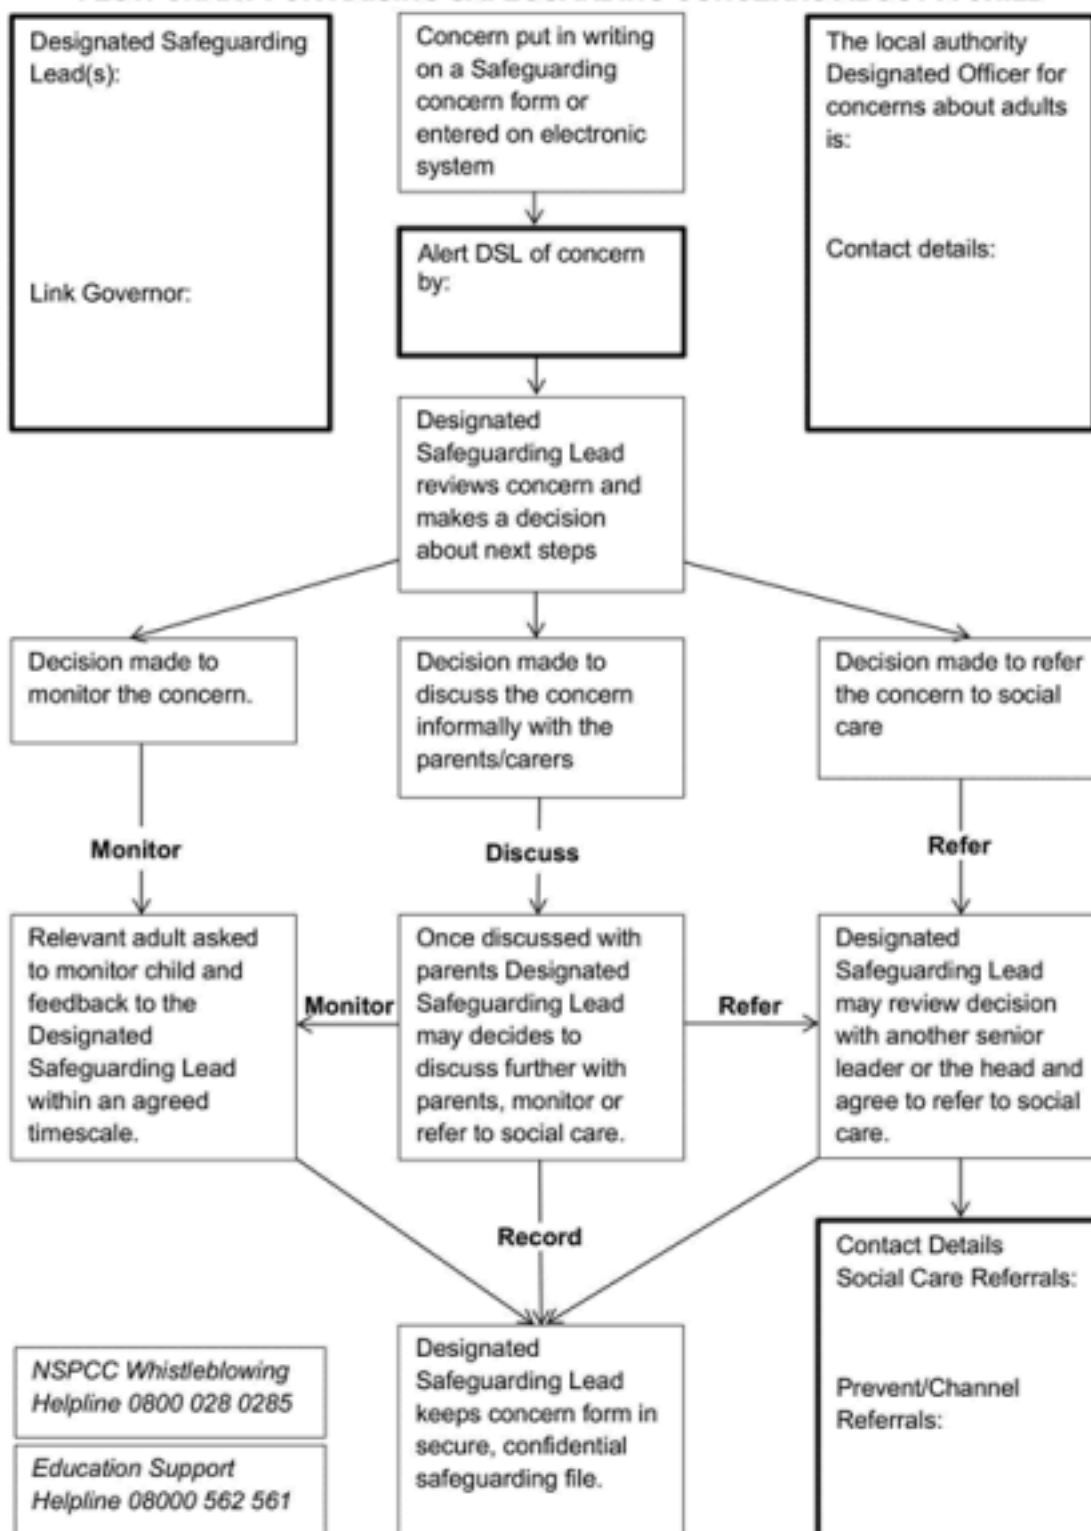 Designated Safeguarding
Lead(s):
Link Governor:
Concern put in writing
on a Safeguarding
concern form or
entered on electronic
system
The local authority
Designated Officer for
concerns about adults
is:
Contact details:
Alert DSL of concern
by:
Designated
Safeguarding Lead
reviews concern and
makes a decision
about next steps
Decision made to
monitor the concern.
Decision made to
discuss the concern
informally with the
parents/carers
Decision made to refer
the concern to social
care
Monitor
Discuss
Refer
Relevant adult asked
to monitor child and
feedback to the
Designated
Safeguarding Lead
within an agreed
timescale.
Monitor
Once discussed with
parents Designated
Safeguarding Lead
may decides to
discuss further with
parents, monitor or
refer to social care.
Refer
Designated
Safeguarding Lead
may review decision
with another senior
leader or the head and
agree to refer to social
care.
Record
Contact Details
Social Care Referrals:
Prevent/Channel
Referrals:
NSPCC Whistleblowing
Helpline 0800 028 0285
Education Support
Helpline 08000 562 561
Designated
Safeguarding Lead
keeps concern form in
secure, confidential
safeguarding file.